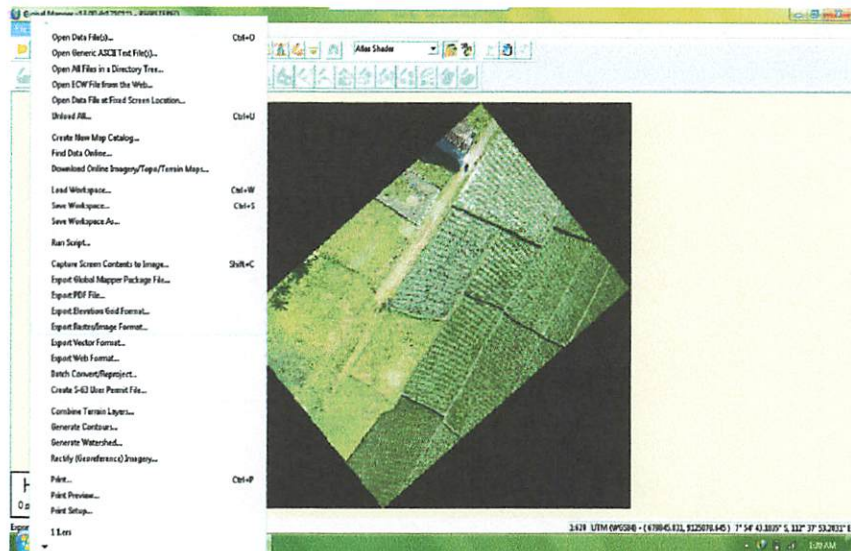 Open Data File(s)... Ctrl+O
Open Generic ASCII Text File(s)...
Open All Files in a Directory Tree...
Open ECW File from the Web...
Open Data File at Fixed Screen Location...
Unload All... Ctrl+U
Create New Map Catalog...
Find Data Online...
Download Online Imagery/Topo/Terrain Maps...
Load Workspace... Ctrl+W
Save Workspace... Ctrl+S
Save Workspace As...
Run Script...
Capture Screen Contents to Image... Shift+C
Export Global Mapper Package File...
Export PDF File...
Export Elevation Grid Format...
Export Raster/Image Format...
Export Vector Format...
Export Web Format...
Batch Convert/Reproject...
Create S-63 User Permit File...
Combine Terrain Layers...
Generate Contours...
Generate Watershed...
Rectify (Georeference) Imagery...
Print... Ctrl+P
Print Preview...
Print Setup...
Atlas Shader
UTM (WGS84) -
AM